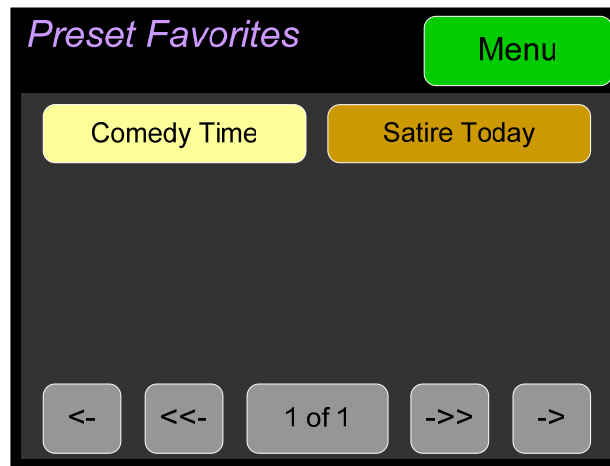 Preset Favorites
Menu
Comedy Time
Satire Today
<-
<<-
1 of 1
->>
->